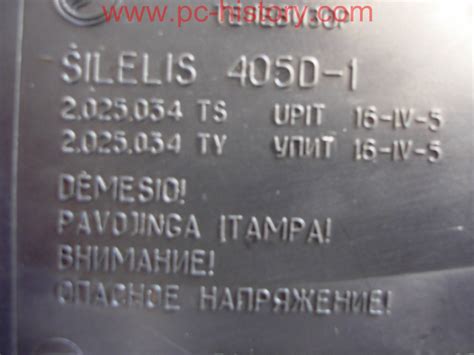 www.pc-history.com
ŠILELIS 405D-1
2.025.034 TS UPIT 16-IV-5
2.025.034 ТУ УПИТ 16-IV-5
DĖMESIO!
PAVOJINGA ĮTAMPA!
ВНИМАНИЕ!
ОПАСНОЕ НАПРЯЖЕНИЕ!